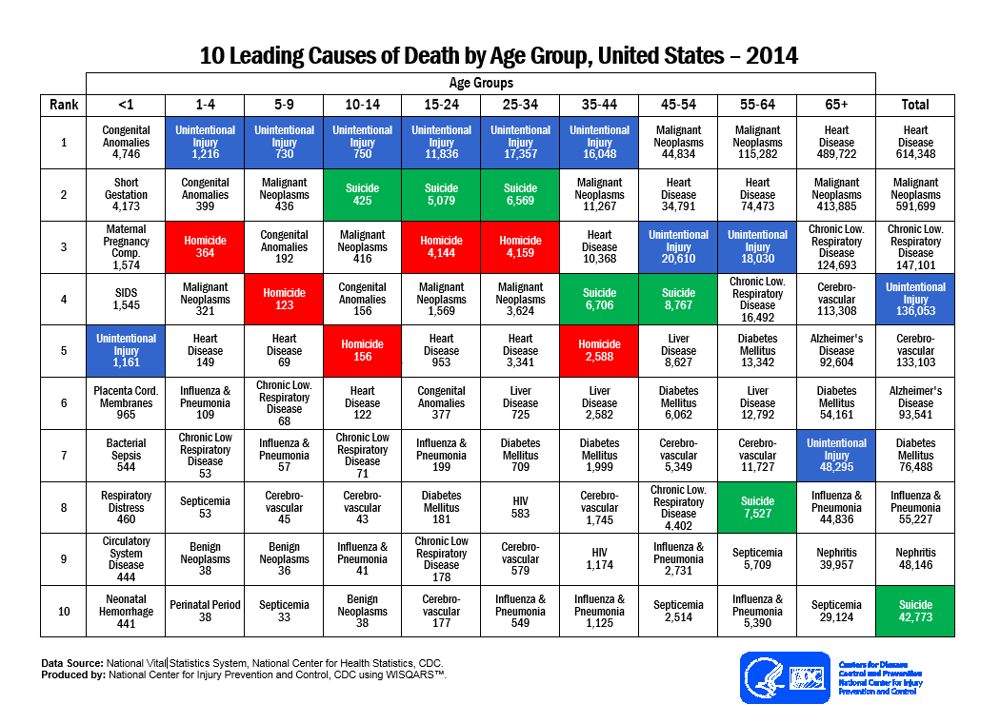 10 Leading Causes of Death by Age Group, United States – 2014
Age Groups
Rank <1 1-4 5-9 10-14 15-24 25-34 35-44 45-54 55-64 65+ Total
1
Congenital Anomalies 4,746
Unintentional Injury 1,216
Unintentional Injury 730
Unintentional Injury 750
Unintentional Injury 11,836
Unintentional Injury 17,357
Unintentional Injury 16,048
Malignant Neoplasms 44,834
Malignant Neoplasms 115,282
Heart Disease 489,722
Heart Disease 614,348
2
Short Gestation 4,173
Congenital Anomalies 399
Malignant Neoplasms 436
Suicide 425
Suicide 5,079
Suicide 6,569
Malignant Neoplasms 11,267
Heart Disease 34,791
Heart Disease 74,473
Malignant Neoplasms 413,885
Malignant Neoplasms 591,699
3
Maternal Pregnancy Comp. 1,574
Homicide 364
Congenital Anomalies 192
Malignant Neoplasms 416
Homicide 4,144
Homicide 4,159
Heart Disease 10,368
Unintentional Injury 20,610
Unintentional Injury 18,030
Chronic Low. Respiratory Disease 124,693
Chronic Low. Respiratory Disease 147,101
4
SIDS 1,545
Malignant Neoplasms 321
Homicide 123
Congenital Anomalies 156
Malignant Neoplasms 1,569
Malignant Neoplasms 3,624
Suicide 6,706
Suicide 8,767
Chronic Low. Respiratory Disease 16,492
Cerebro-vascular 113,308
Unintentional Injury 136,053
5
Unintentional Injury 1,161
Heart Disease 149
Heart Disease 69
Homicide 156
Heart Disease 953
Heart Disease 3,341
Homicide 2,588
Liver Disease 8,627
Diabetes Mellitus 13,342
Alzheimer's Disease 92,604
Cerebro-vascular 133,103
6
Placenta Cord. Membranes 965
Influenza & Pneumonia 109
Chronic Low. Respiratory Disease 68
Heart Disease 122
Congenital Anomalies 377
Liver Disease 725
Liver Disease 2,582
Diabetes Mellitus 6,062
Liver Disease 12,792
Diabetes Mellitus 54,161
Alzheimer's Disease 93,541
7
Bacterial Sepsis 544
Chronic Low Respiratory Disease 53
Influenza & Pneumonia 57
Chronic Low Respiratory Disease 71
Influenza & Pneumonia 199
Diabetes Mellitus 709
Diabetes Mellitus 1,999
Cerebro-vascular 5,349
Cerebro-vascular 11,727
Unintentional Injury 48,295
Diabetes Mellitus 76,488
8
Respiratory Distress 460
Septicemia 53
Cerebro-vascular 45
Cerebro-vascular 43
Diabetes Mellitus 181
HIV 583
Cerebro-vascular 1,745
Chronic Low. Respiratory Disease 4,402
Suicide 7,527
Influenza & Pneumonia 44,836
Influenza & Pneumonia 55,227
9
Circulatory System Disease 444
Benign Neoplasms 38
Benign Neoplasms 36
Influenza & Pneumonia 41
Chronic Low Respiratory Disease 178
Cerebro-vascular 579
HIV 1,174
Influenza & Pneumonia 2,731
Septicemia 5,709
Nephritis 39,957
Nephritis 48,146
10
Neonatal Hemorrhage 441
Perinatal Period 38
Septicemia 33
Benign Neoplasms 38
Cerebro-vascular 177
Influenza & Pneumonia 549
Influenza & Pneumonia 1,125
Septicemia 2,514
Influenza & Pneumonia 5,390
Septicemia 29,124
Suicide 42,773
Data Source: National Vital Statistics System, National Center for Health Statistics, CDC.
Produced by: National Center for Injury Prevention and Control, CDC using WISQARS™.
CDC
Centers for Disease
Control and Prevention
National Center for Injury
Prevention and Control